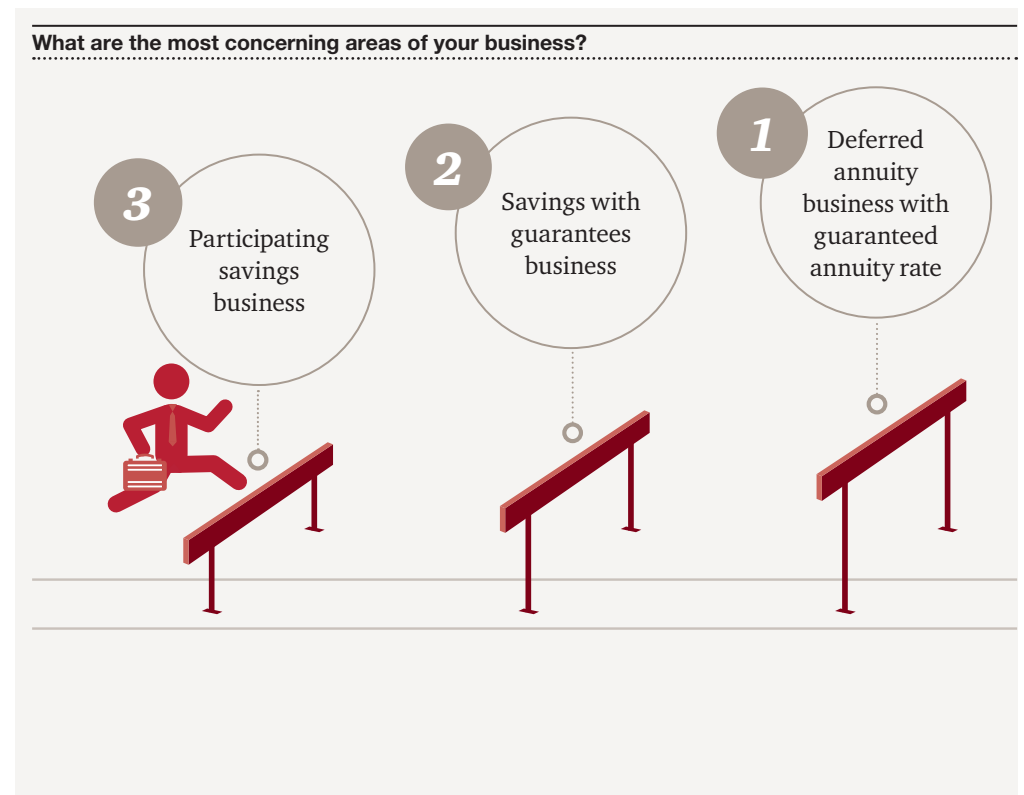 What are the most concerning areas of your business?
3
Participating
savings
business
2
Savings with
guarantees
business
1
Deferred
annuity
business with
guaranteed
annuity rate